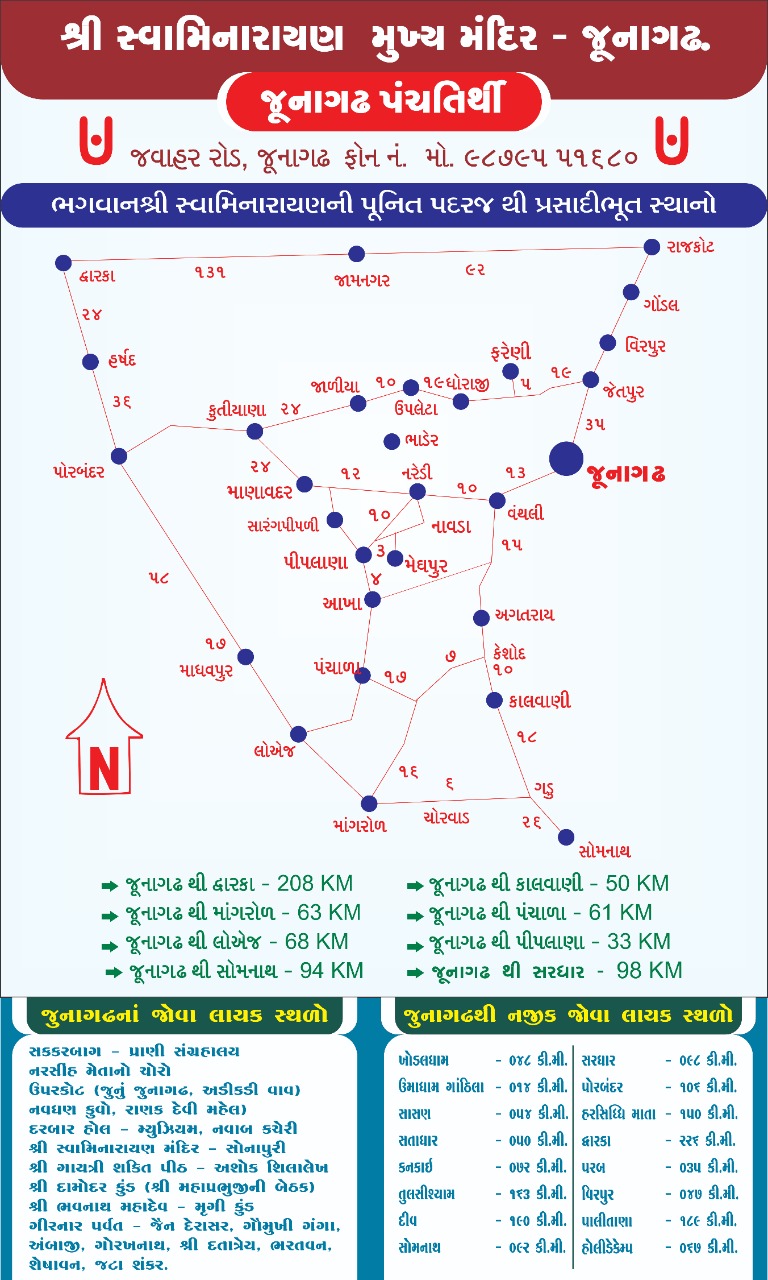 શ્રી સ્વામિનારાયણ મુખ્ય મંદિર - જૂનાગઢ.
જૂનાગઢ પંચતિર્થી
જવાહર રોડ, જૂનાગઢ ફોન નં. મો. ૯૮૭૯૫ ૫૧૬૮૦
ભગવાનશ્રી સ્વામિનારાયણની પૂનિત પદરજ થી પ્રસાદીભૂત સ્થાનો
રાજકોટ
દ્વારકા
૧૩૧
જામનગર
૯૨
ગોંડલ
૨૪
વિરપુર
ફરેણી
હર્ષદ
૧૯
જાળીયા
૧૦
૧૯
ધોરાજી
૫
જેતપુર
૩૬
કુતીયાણા
૨૪
ઉપલેટા
૩૫
ભાડેર
પોરબંદર
૨૪
૧૨
નરેડી
૧૩
જૂનાગઢ
માણાવદર
૧૦
વંથલી
સારંગપીપળી
૧૦
નાવડા
૧૫
પીપલાણા
૩
મેઘપુર
૫૮
૪
આખા
અગતરાય
૧૭
માધવપુર
પંચાળા
૧૭
૭
કેશોદ
૧૦
કાલવાણી
N
લોએજ
૧૮
૧૬
૬
ગડુ
માંગરોળ
ચોરવાડ
૨૬
સોમનાથ
જૂનાગઢ થી દ્વારકા - 208 KM
જૂનાગઢ થી માંગરોળ - 63 KM
જૂનાગઢ થી લોએજ - 68 KM
જૂનાગઢ થી સોમનાથ - 94 KM
જૂનાગઢ થી કાલવાણી - 50 KM
જૂનાગઢ થી પંચાળા - 61 KM
જૂનાગઢ થી પીપલાણા - 33 KM
જૂનાગઢ થી સરધાર - 98 KM
જુનાગઢનાં જોવા લાયક સ્થળો
સક્કરબાગ - પ્રાણી સંગ્રહાલય
નરસીંહ મેતાનો ચોરો
ઉપરકોટ (જુનું જુનાગઢ, અડીકડી વાવ)
નવઘણ કુવો, રાણક દેવી મહેલ)
દરબાર હોલ - મ્યુઝિયમ, નવાબ કચેરી
શ્રી સ્વામિનારાયણ મંદિર - સોનાપુરી
શ્રી ગાયત્રી શક્તિ પીઠ - અશોક શિલાલેખ
શ્રી દામોદર કુંડ (શ્રી મહાપ્રભુજીની બેઠક)
શ્રી ભવનાથ મહાદેવ - મૃગી કુંડ
ગીરનાર પર્વત - જૈન દેરાસર, ગૌમુખી ગંગા,
અંબાજી, ગોરખનાથ, શ્રી દતાત્રેય, ભરતવન,
શેષાવન, જટા શંકર.
જુનાગઢથી નજીક જોવા લાયક સ્થળો
ખોડલધામ - ૦૪૮ કી.મી.
ઉમાધામ ગાંઠિલા - ૦૧૪ કી.મી.
સાસણ - ૦૫૪ કી.મી.
સતાધાર - ૦૫૦ કી.મી.
કનકાઇ - ૦૭૨ કી.મી.
તુલસીશ્યામ - ૧૬૩ કી.મી.
દીવ - ૧૯૦ કી.મી.
સોમનાથ - ૦૯૨ કી.મી.
સરધાર - ૦૯૮ કી.મી.
પોરબંદર - ૧૦૬ કી.મી.
હરસિધ્ધિ માતા - ૧૫૦ કી.મી.
દ્વારકા - ૨૨૬ કી.મી.
પરબ - ૦૩૫ કી.મી.
વિરપુર - ૦૪૭ કી.મી.
પાલીતાણા - ૧૮૯ કી.મી.
હોલીડેકેમ્પ - ૦૬૭ કી.મી.